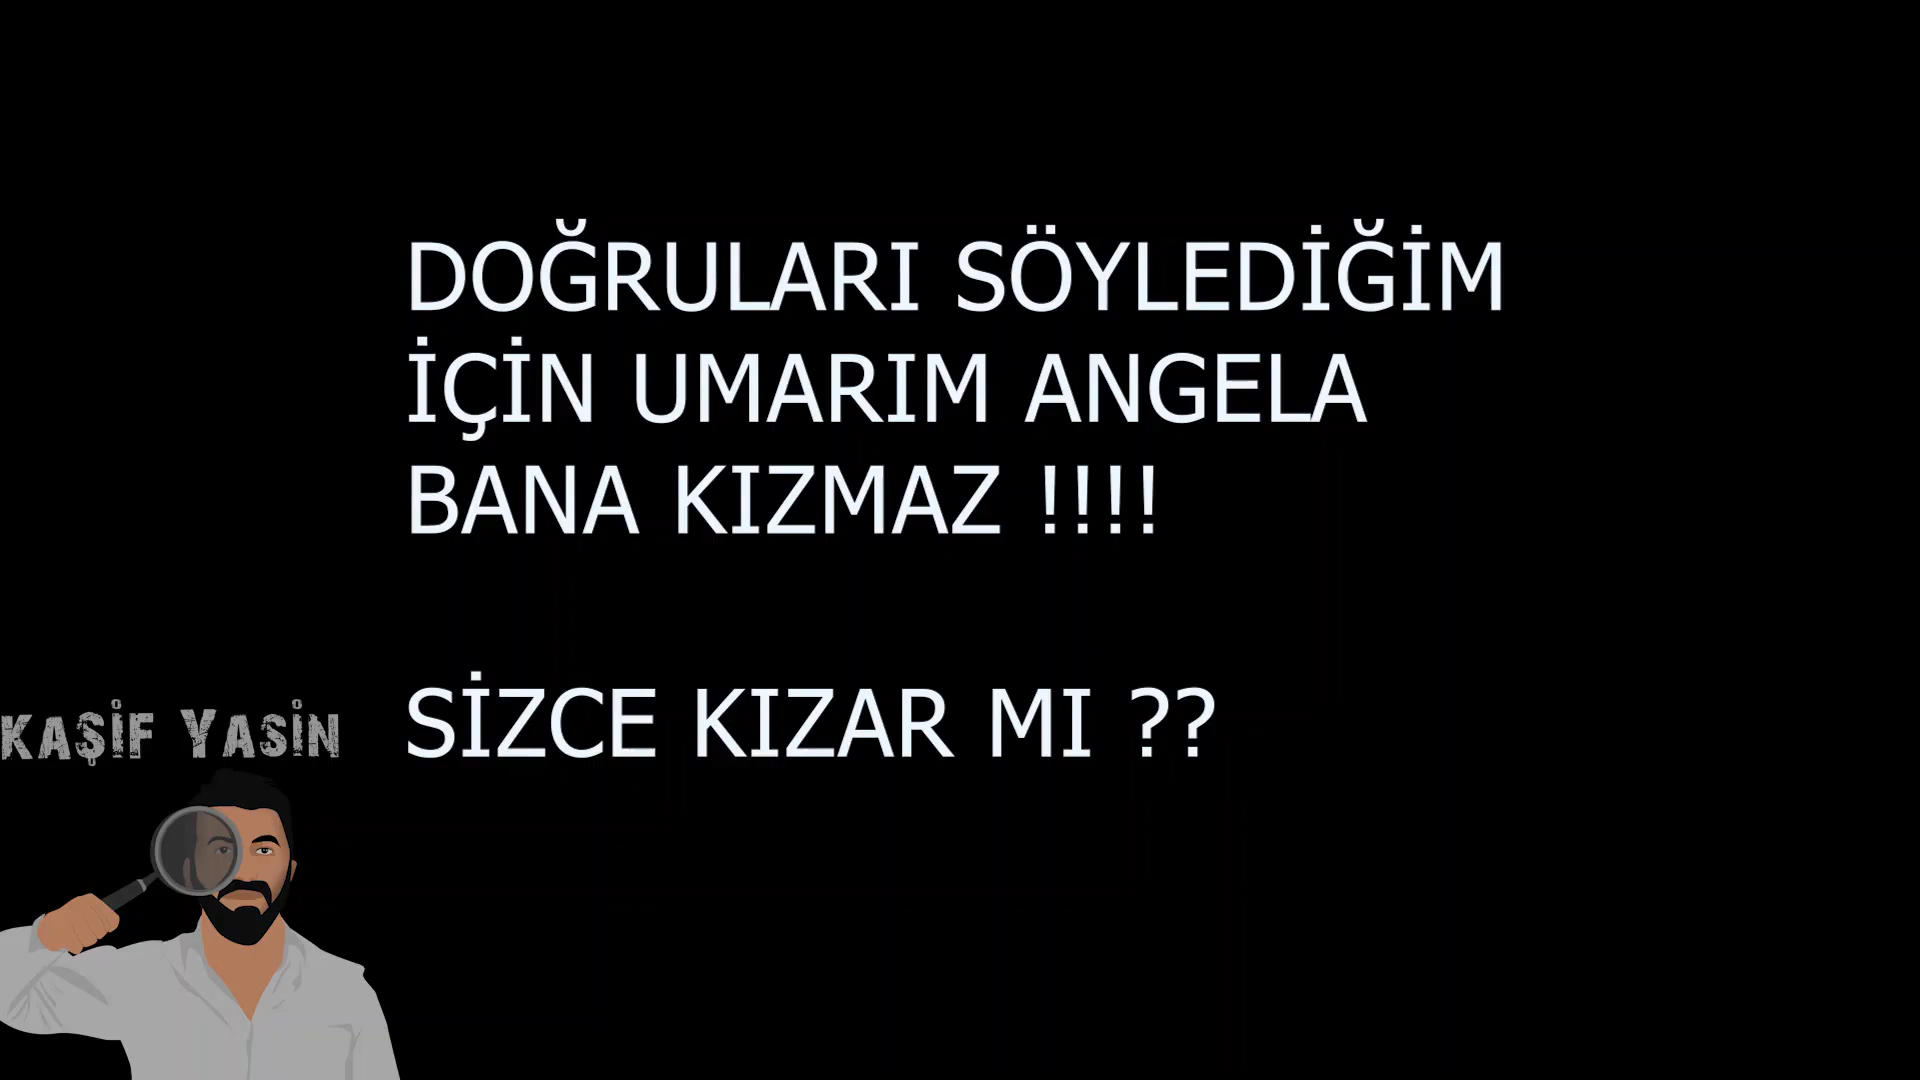 DOĞRULARI SÖYLEDİĞİM
İÇİN UMARIM ANGELA
BANA KIZMAZ !!!!
SİZCE KIZAR MI ??
KAŞİF YASİN